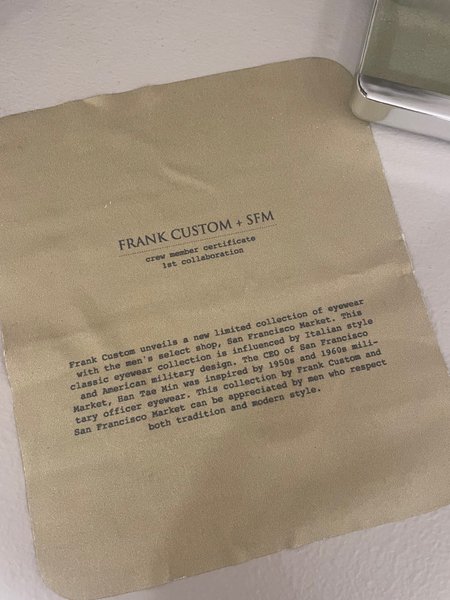 FRANK CUSTOM + SFM
crew member certificate
1st collaboration
Frank Custom unveils a new limited collection of eyewear
with the men's select shop, San Francisco Market. This
classic eyewear collection is influenced by Italian style
and American military design. The CEO of San Francisco
Market, Han Tae Min was inspired by 1950s and 1960s mili-
tary officer eyewear. This collection by Frank Custom and
San Francisco Market can be appreciated by men who respect
both tradition and modern style.